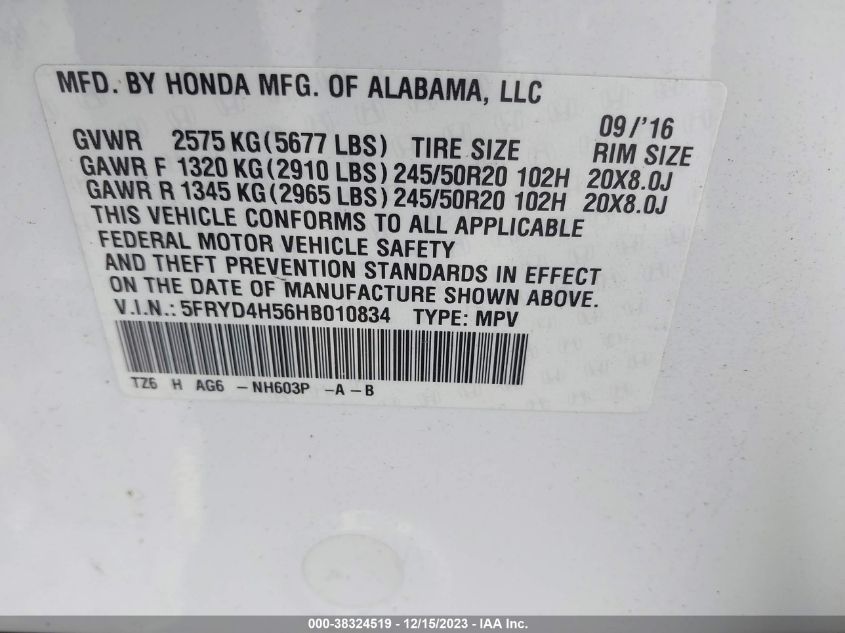 MFD. BY HONDA MFG. OF ALABAMA, LLC
09/'16
GVWR 2575 KG(5677 LBS) TIRE SIZE RIM SIZE
GAWR F 1320 KG(2910 LBS) 245/50R20 102H 20X8.0J
GAWR R 1345 KG(2965 LBS) 245/50R20 102H 20X8.0J
THIS VEHICLE CONFORMS TO ALL APPLICABLE
FEDERAL MOTOR VEHICLE SAFETY
AND THEFT PREVENTION STANDARDS IN EFFECT
ON THE DATE OF MANUFACTURE SHOWN ABOVE.
V.I.N.: 5FRYD4H56HB010834 TYPE: MPV
TZ6 H AG6 -NH603P -A-B
000-38324519 - 12/15/2023 - IAA Inc.